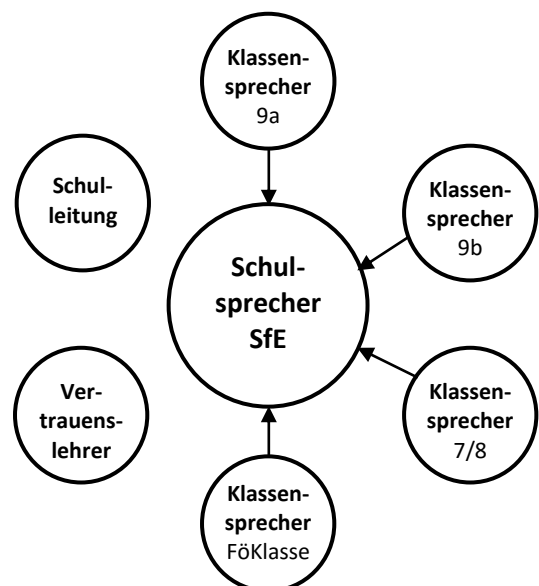 Klassen-
sprecher
9a
Schul-
leitung
Klassen-
sprecher
9b
Schul-
sprecher
SfE
Ver-
trauens-
lehrer
Klassen-
sprecher
7/8
Klassen-
sprecher
FöKlasse